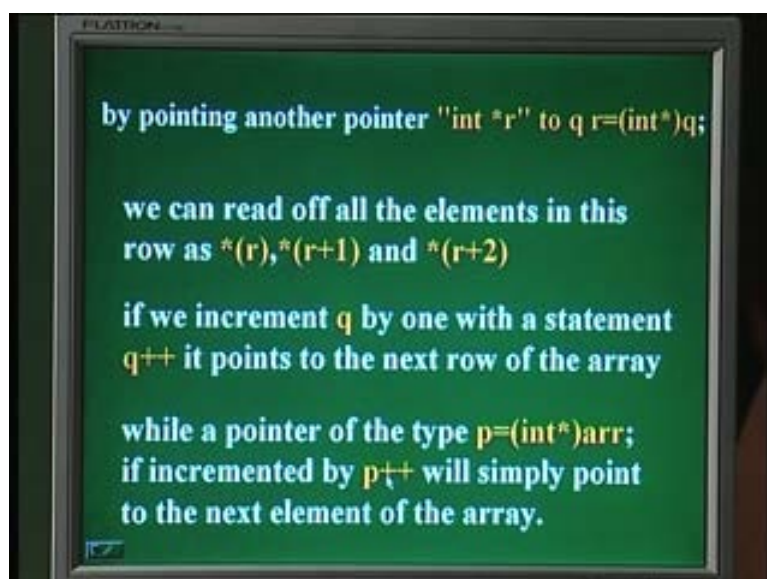 FLATRON
by pointing another pointer "int *r" to q r=(int*)q;
we can read off all the elements in this
row as *(r),*(r+1) and *(r+2)
if we increment q by one with a statement
q++ it points to the next row of the array
while a pointer of the type p=(int*)arr;
if incremented by p++ will simply point
to the next element of the array.